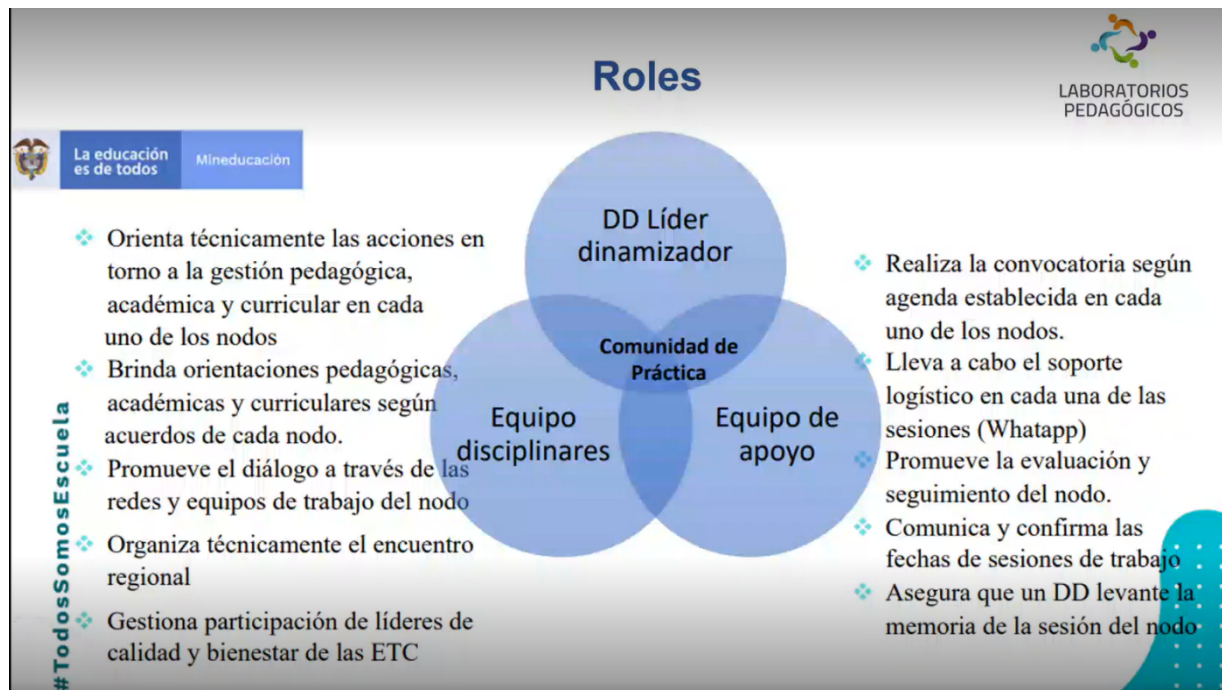 Roles
LABORATORIOS
PEDAGÓGICOS
La educación
es de todos
Mineducación
Orienta técnicamente las acciones en
torno a la gestión pedagógica,
académica y curricular en cada
uno de los nodos
Brinda orientaciones pedagógicas,
académicas y curriculares según
acuerdos de cada nodo.
Promueve el diálogo a través de las
redes y equipos de trabajo del nodo
Organiza técnicamente el encuentro
regional
Gestiona participación de líderes de
calidad y bienestar de las ETC
#TodosSomosEscuela
DD Líder
dinamizador
Comunidad de
Práctica
Equipo
disciplinares
Equipo de
apoyo
Realiza la convocatoria según
agenda establecida en cada
uno de los nodos.
Lleva a cabo el soporte
logístico en cada una de las
sesiones (Whatapp)
Promueve la evaluación y
seguimiento del nodo.
Comunica y confirma las
fechas de sesiones de trabajo
Asegura que un DD levante la
memoria de la sesión del nodo